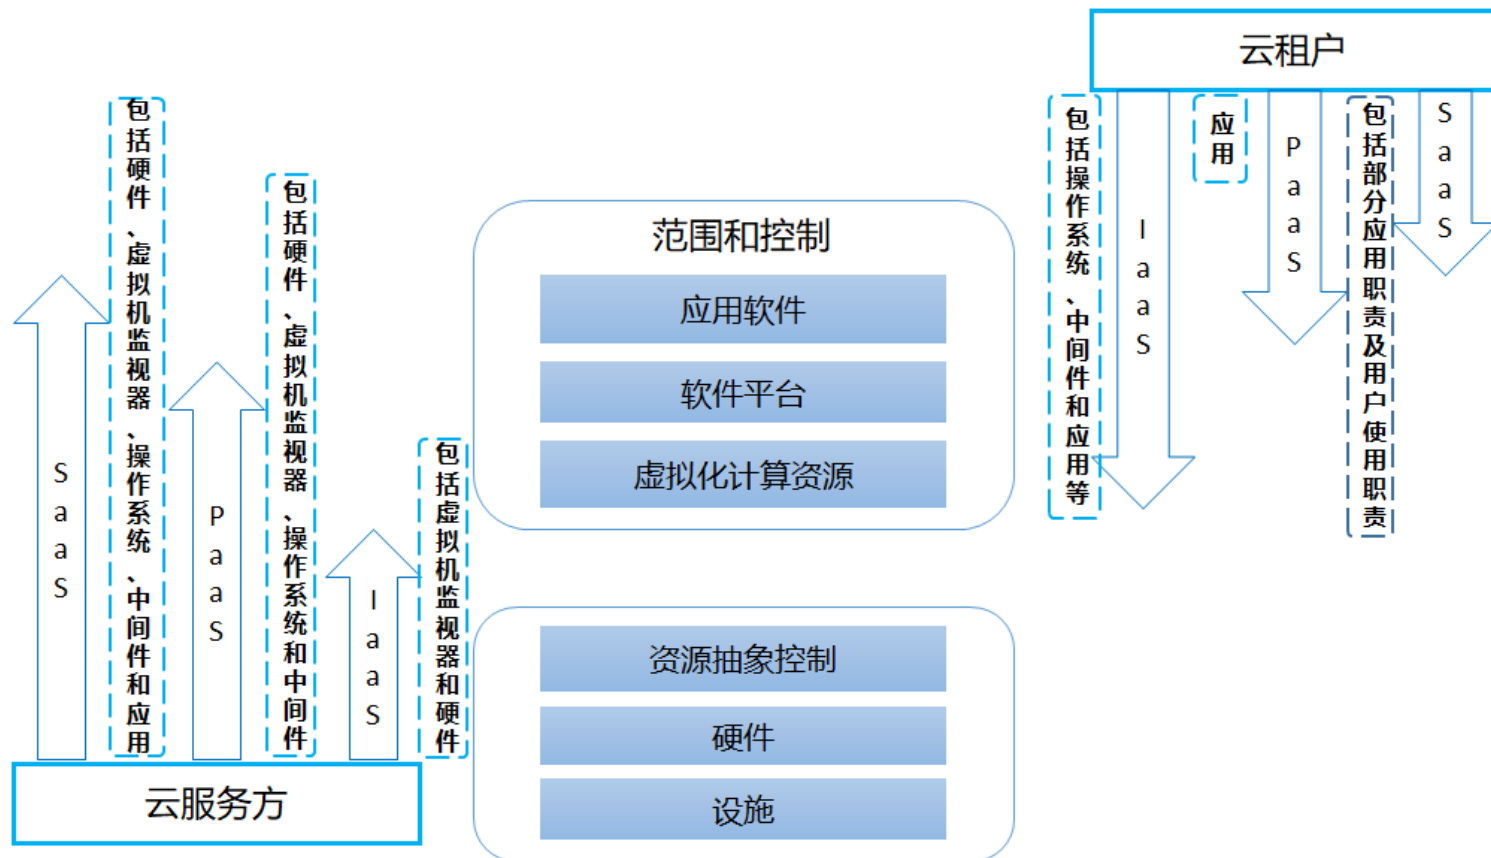 云租户
包括硬件、虚拟机监视器、操作系统、中间件和应用
SaaS
包括硬件、虚拟机监视器、操作系统和中间件
PaaS
包括虚拟机监视器和硬件
IaaS
云服务方
范围和控制
应用软件
软件平台
虚拟化计算资源
资源抽象控制
硬件
设施
包括操作系统、中间件和应用等
IaaS
应用
PaaS
包括部分应用职责及用户使用职责
SaaS